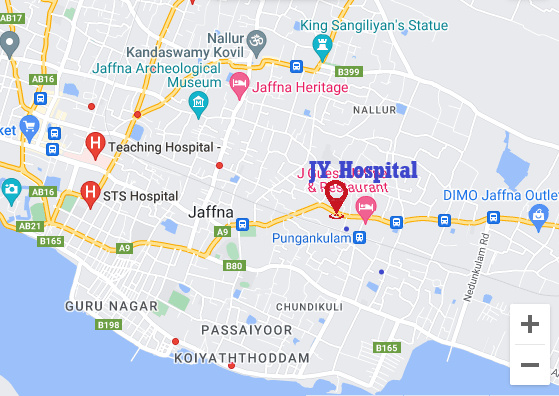 AB17
King Sangiliyan's Statue
Nallur
Kandaswamy Kovil
Jaffna Archeological
Museum
AB16
B399
Jaffna Heritage
NALLUR
ket
Teaching Hospital -
JY Hospital
& Restaurant
AB16
STS Hospital
DIMO Jaffna Outlet
Jaffna
AB21
B165
A9
A9
Pungankulam
A9
B80
Nedunkulam Rd
GURU NAGAR
CHUNDIKULI
B198
PASSAIYOOR
KOIYATHTHODDAM
B165
+
−